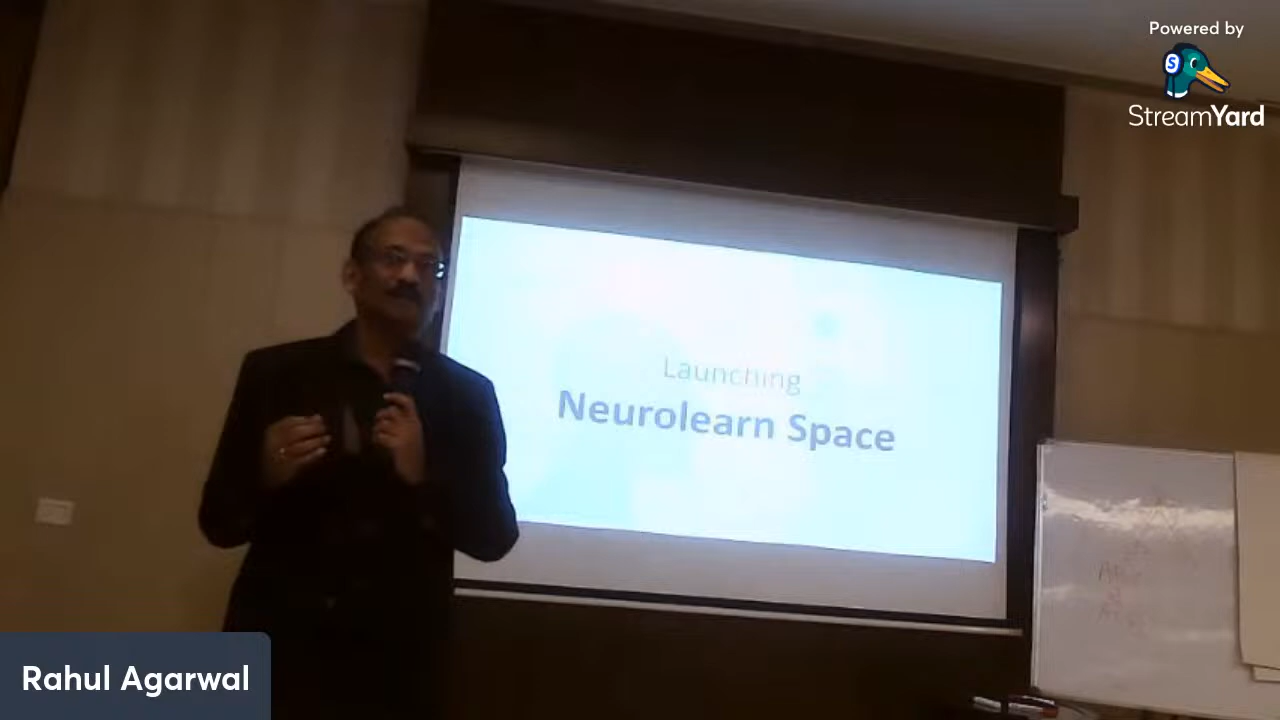 Powered by
StreamYard
Launching
Neurolearn Space
Rahul Agarwal